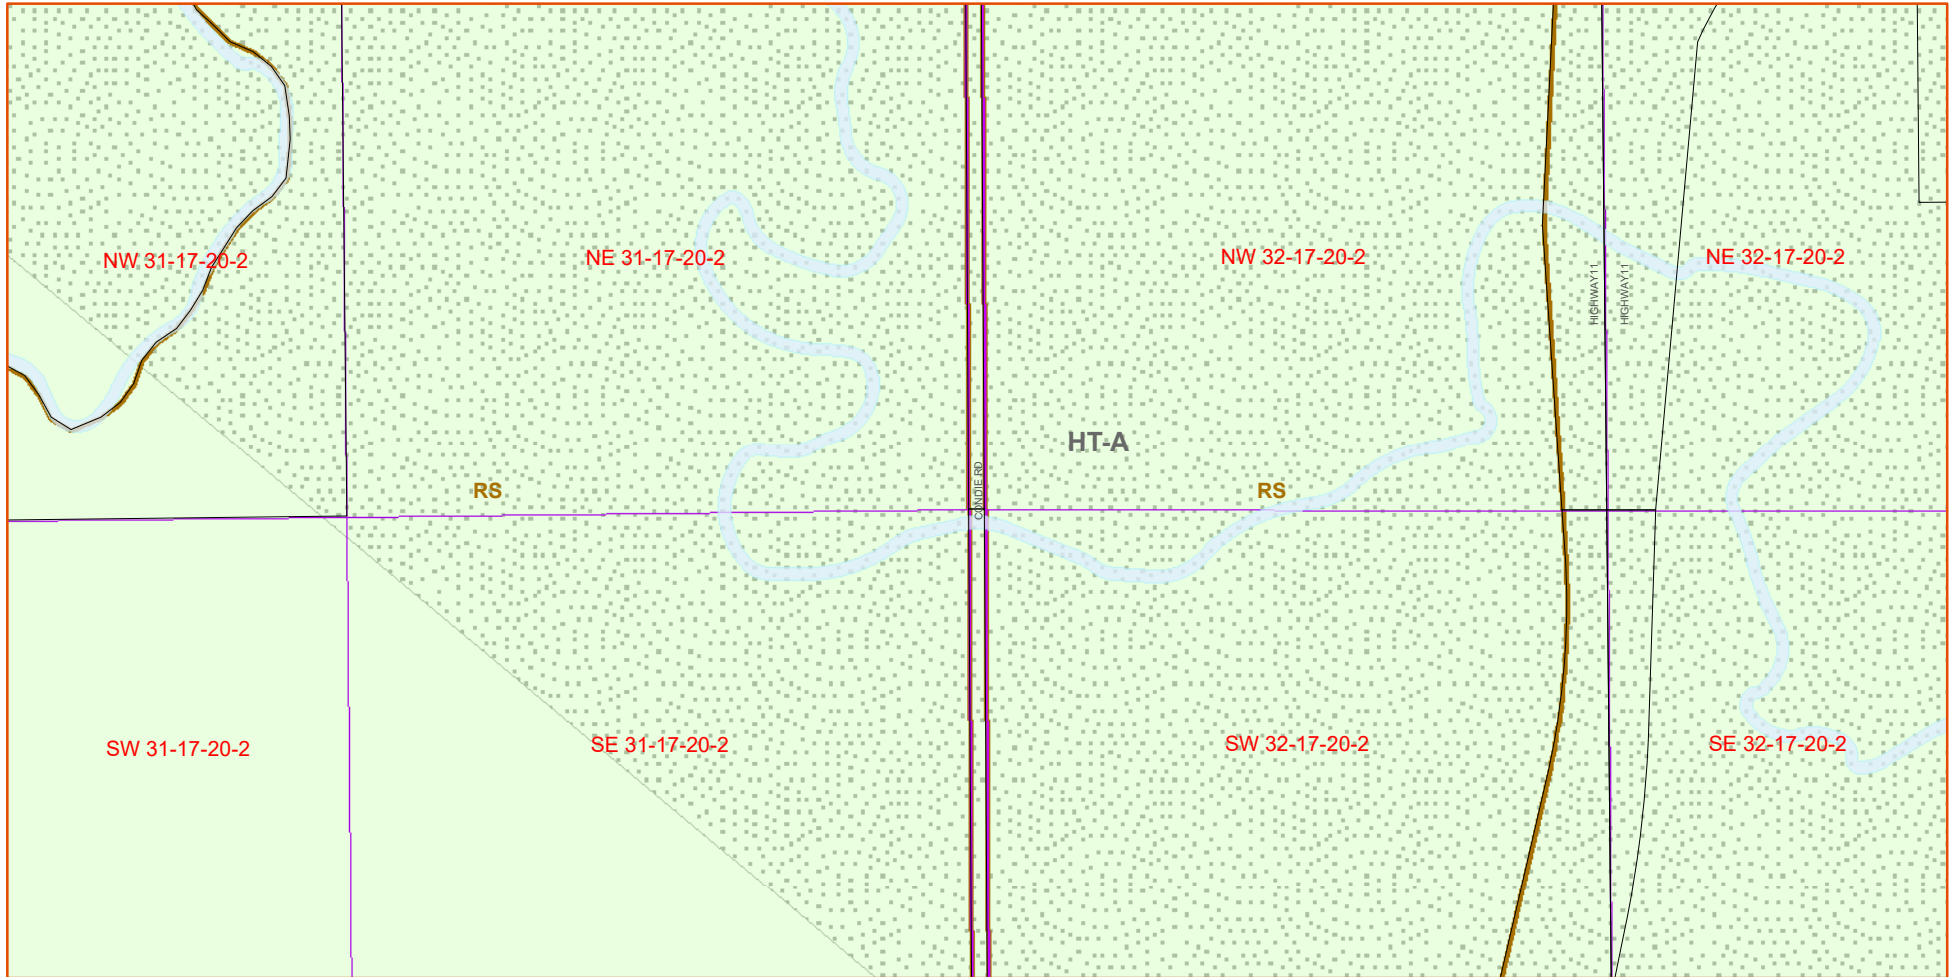 NW 31-17-20-2
NE 31-17-20-2
NW 32-17-20-2
NE 32-17-20-2
HIGHWAY11
HIGHWAY11
HT-A
RS
CONDIE RD
RS
SW 31-17-20-2
SE 31-17-20-2
SW 32-17-20-2
SE 32-17-20-2